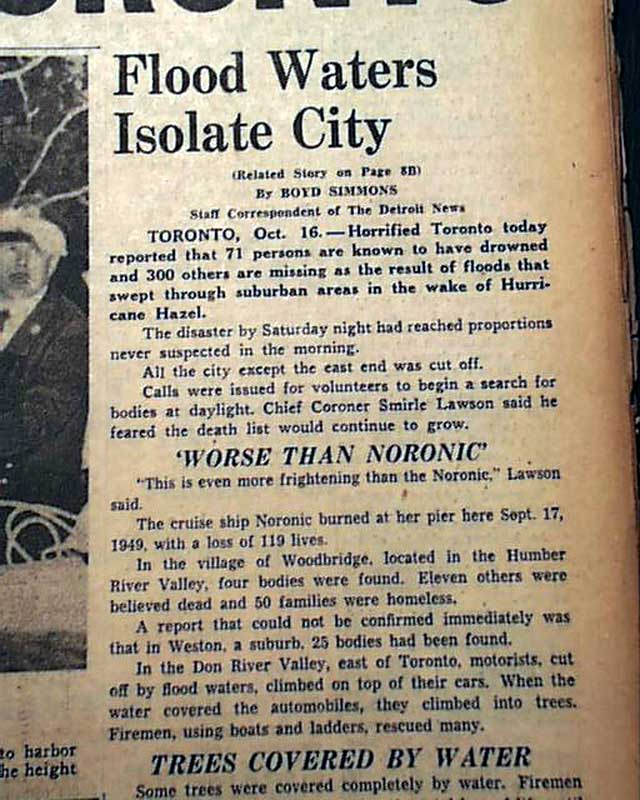 TORONTO
Flood Waters
Isolate City
(Related Story on Page 8B)
By BOYD SIMMONS
Staff Correspondent of The Detroit News
TORONTO, Oct. 16.—Horrified Toronto today
reported that 71 persons are known to have drowned
and 300 others are missing as the result of floods that
swept through suburban areas in the wake of Hurri-
cane Hazel.
The disaster by Saturday night had reached proportions
never suspected in the morning.
All the city except the east end was cut off.
Calls were issued for volunteers to begin a search for
bodies at daylight. Chief Coroner Smirle Lawson said he
feared the death list would continue to grow.
'WORSE THAN NORONIC'
"This is even more frightening than the Noronic," Lawson
said.
The cruise ship Noronic burned at her pier here Sept. 17,
1949, with a loss of 119 lives.
In the village of Woodbridge, located in the Humber
River Valley, four bodies were found. Eleven others were
believed dead and 50 families were homeless.
A report that could not be confirmed immediately was
that in Weston, a suburb, 25 bodies had been found.
In the Don River Valley, east of Toronto, motorists, cut
off by flood waters, climbed on top of their cars. When the
water covered the automobiles, they climbed into trees.
Firemen, using boats and ladders, rescued many.
TREES COVERED BY WATER
Some trees were covered completely by water. Firemen
to harbor
he height